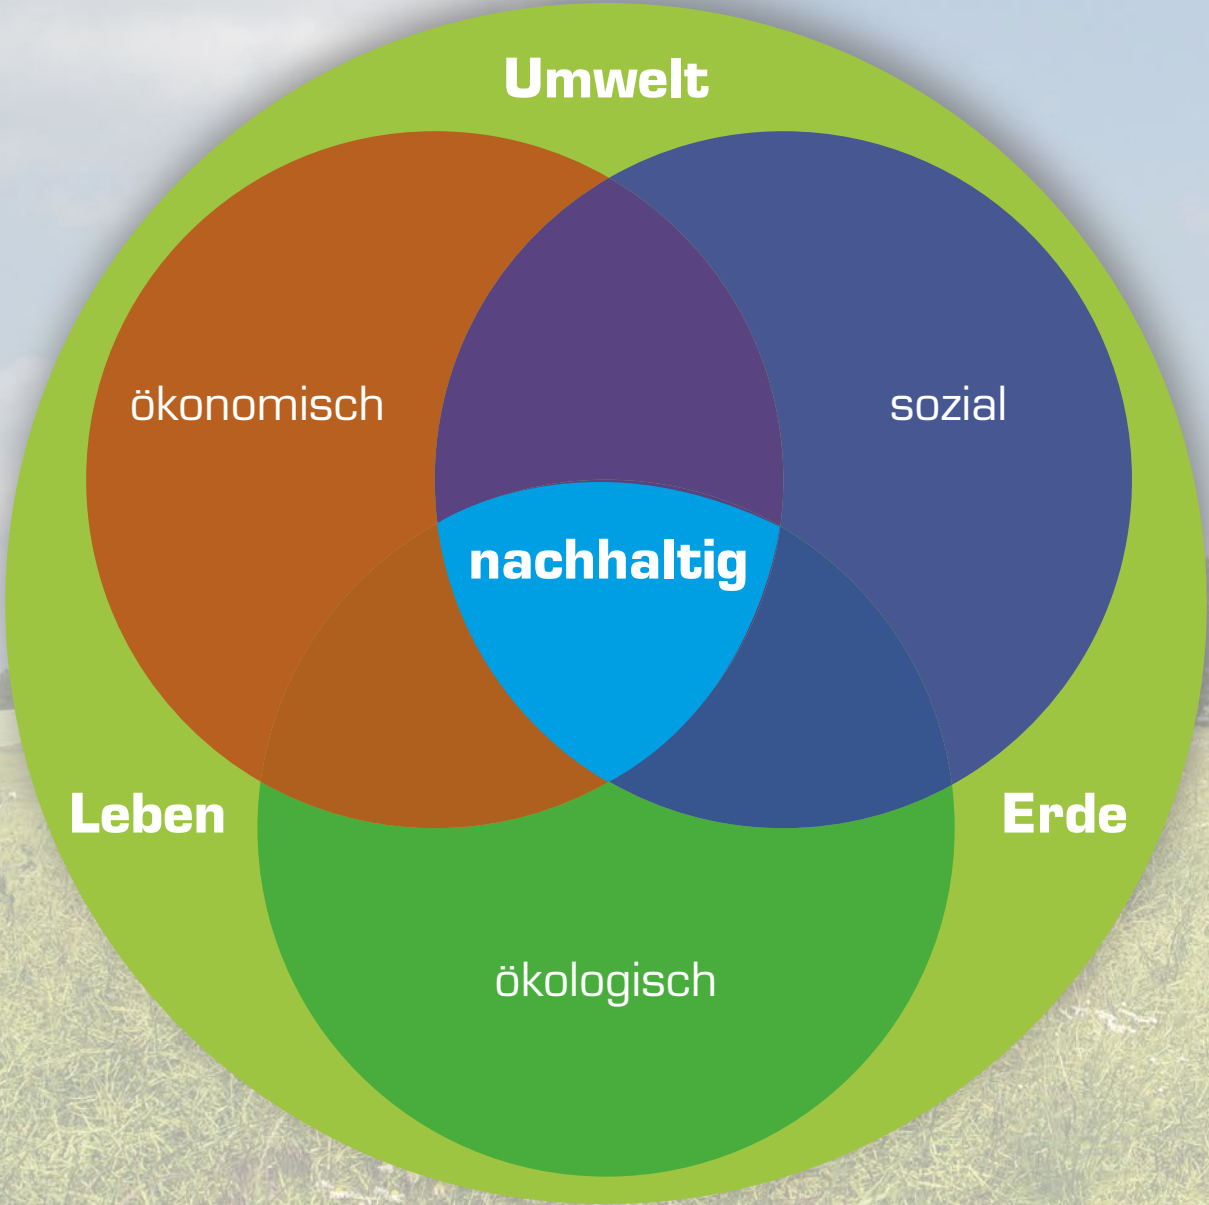 Umwelt
ökonomisch
sozial
nachhaltig
Leben
Erde
ökologisch